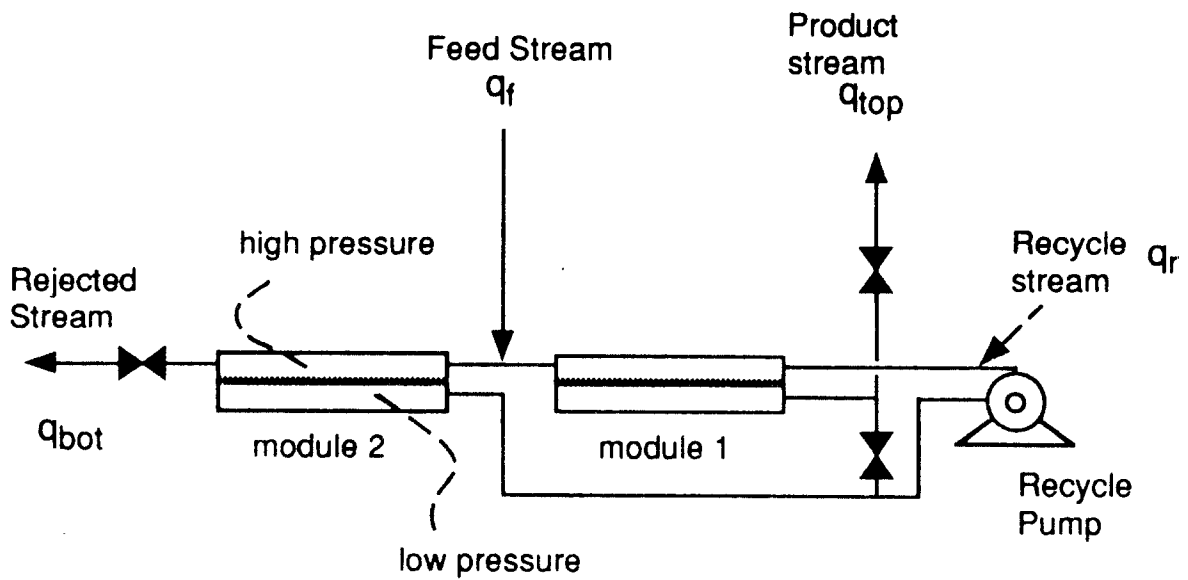 Product
stream
q_top
Feed Stream
q_f
high pressure
Recycle
stream
q_r
Rejected
Stream
q_bot
module 2
module 1
low pressure
Recycle
Pump